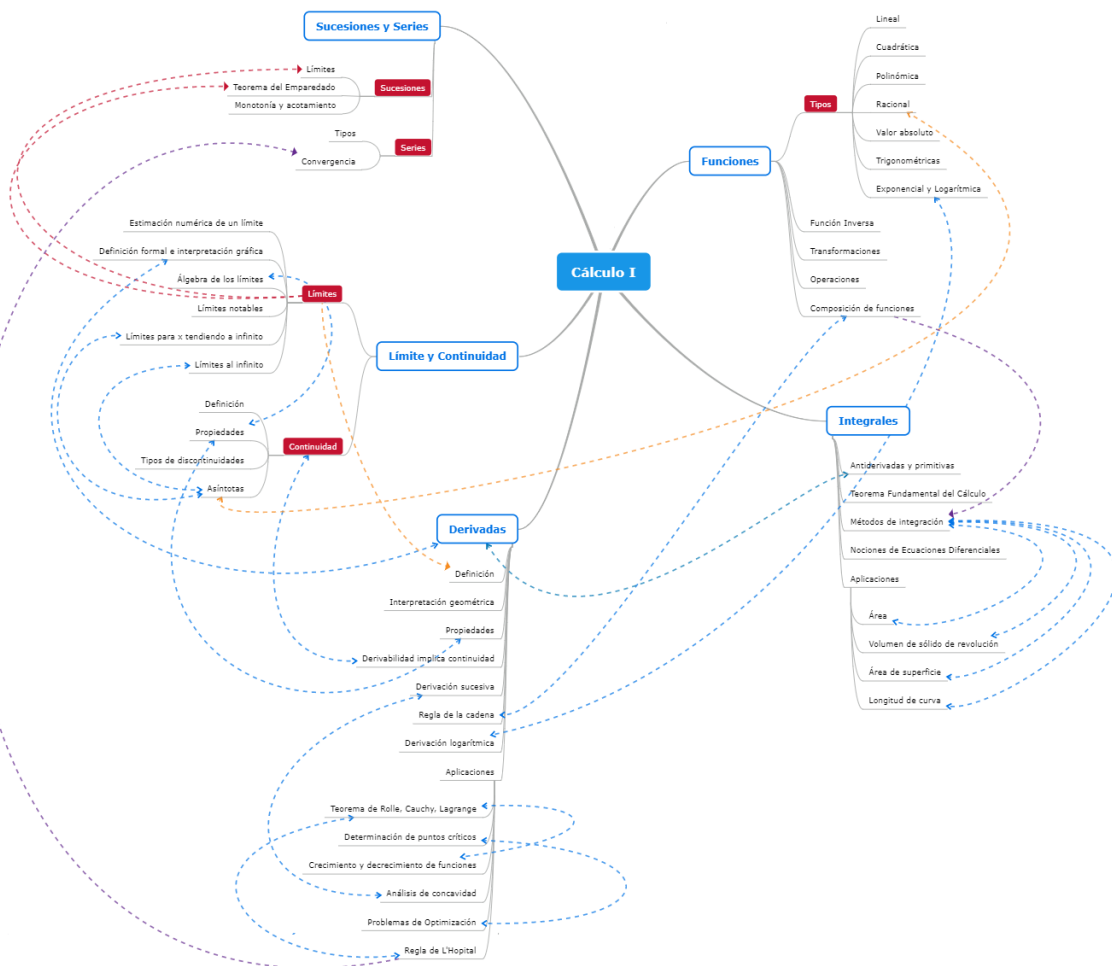 Sucesiones y Series
Sucesiones
Límites
Teorema del Emparedado
Monotonía y acotamiento
Series
Tipos
Convergencia
Cálculo I
Funciones
Tipos
Lineal
Cuadrática
Polinómica
Racional
Valor absoluto
Trigonométricas
Exponencial y Logarítmica
Función Inversa
Transformaciones
Operaciones
Composición de funciones
Límite y Continuidad
Límites
Estimación numérica de un límite
Definición formal e interpretación gráfica
Álgebra de los límites
Límites notables
Límites para x tendiendo a infinito
Límites al infinito
Continuidad
Definición
Propiedades
Tipos de discontinuidades
Asíntotas
Integrales
Antiderivadas y primitivas
Teorema Fundamental del Cálculo
Métodos de integración
Nociones de Ecuaciones Diferenciales
Aplicaciones
Área
Volumen de sólido de revolución
Área de superficie
Longitud de curva
Derivadas
Definición
Interpretación geométrica
Propiedades
Derivabilidad implica continuidad
Derivación sucesiva
Regla de la cadena
Derivación logarítmica
Aplicaciones
Teorema de Rolle, Cauchy, Lagrange
Determinación de puntos críticos
Crecimiento y decrecimiento de funciones
Análisis de concavidad
Problemas de Optimización
Regla de L'Hopital